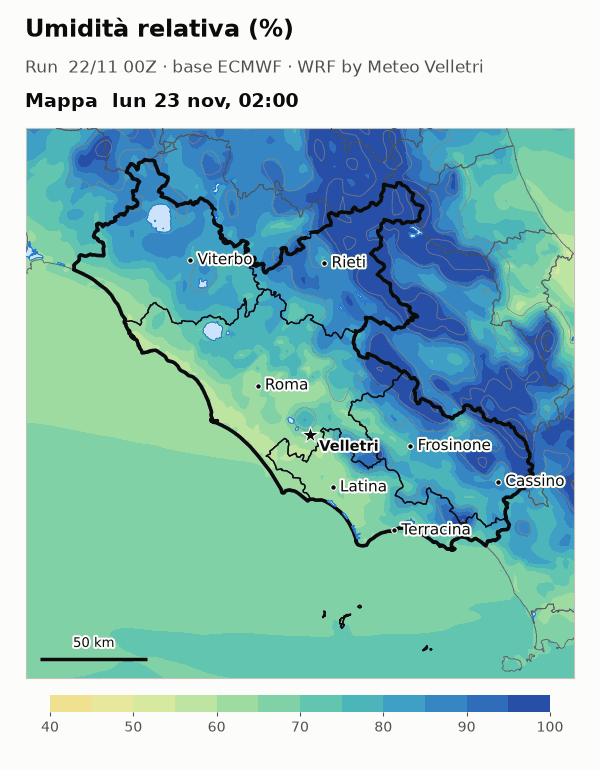 Umidità relativa (%)
Run  22/11 00Z · base ECMWF · WRF by Meteo Velletri
Mappa  lun 23 nov, 02:00
Viterbo
Rieti
Roma
Velletri
Frosinone
Latina
Cassino
Terracina
50 km
40 50 60 70 80 90 100